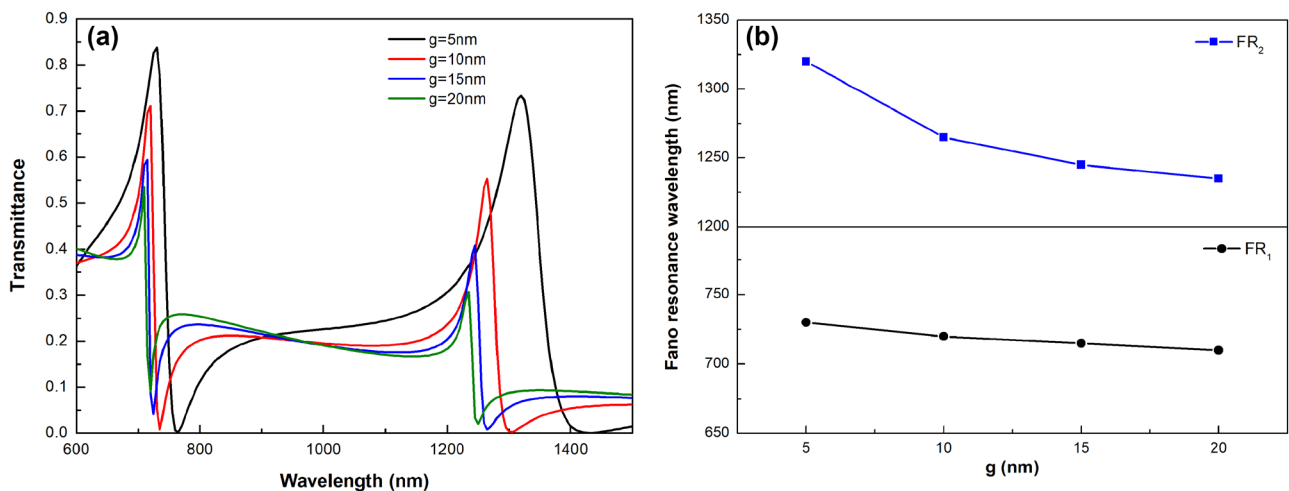 (a)
g=5nm
g=10nm
g=15nm
g=20nm
0.9
0.8
0.7
0.6
0.5
0.4
0.3
0.2
0.1
0.0
600 800 1000 1200 1400
Transmittance
Wavelength (nm)
(b)
FR2
FR1
1350
1300
1250
1200
750
700
650
5 10 15 20
Fano resonance wavelength (nm)
g (nm)